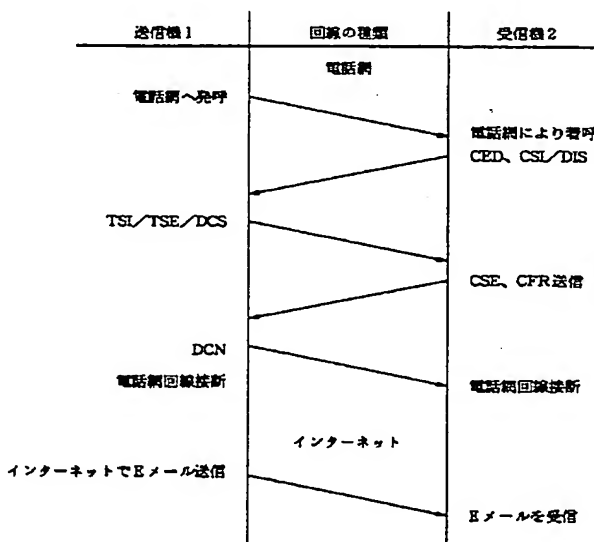 送信機1 回線の種類 受信機2
電話網
電話網へ発呼
電話網により着呼
CED、CSI/DIS
TSI/TSE/DCS
CSE、CFR送信
DCN
電話網回線接断 電話網回線接断
インターネット
インターネットでEメール送信
Eメールを受信